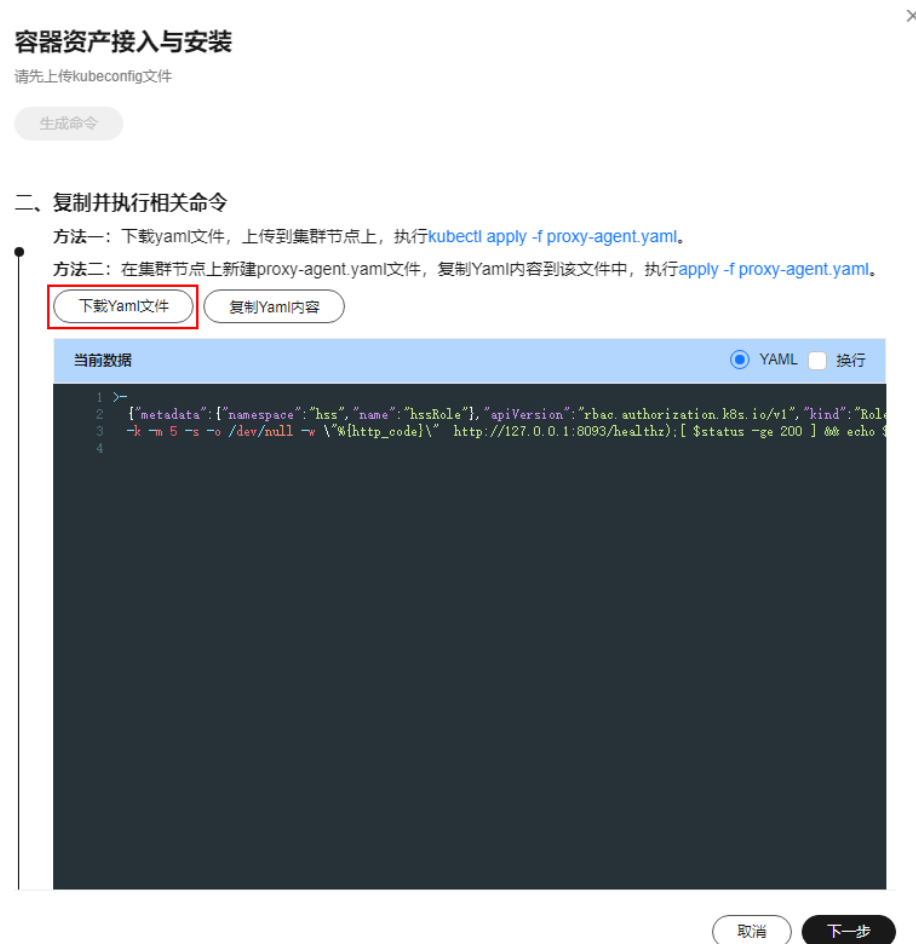 容器资产接入与安装
请先上传kubeconfig文件
生成命令
二、复制并执行相关命令
方法一：下载yaml文件，上传到集群节点上，执行kubectl apply -f proxy-agent.yaml。
方法二：在集群节点上新建proxy-agent.yaml文件，复制Yaml内容到该文件中，执行apply -f proxy-agent.yaml。
下载Yaml文件 复制Yaml内容
当前数据 YAML 换行
1 >-
2 {"metadata":{"namespace":"hss","name":"hssRole"},"apiVersion":"rbac.authorization.k8s.io/v1","kind":"Role
3 -k -m 5 -s -o /dev/null -w \"%{http_code}\" http://127.0.0.1:8093/healthz);[ $status -ge 200 ] && echo $
4
取消 下一步